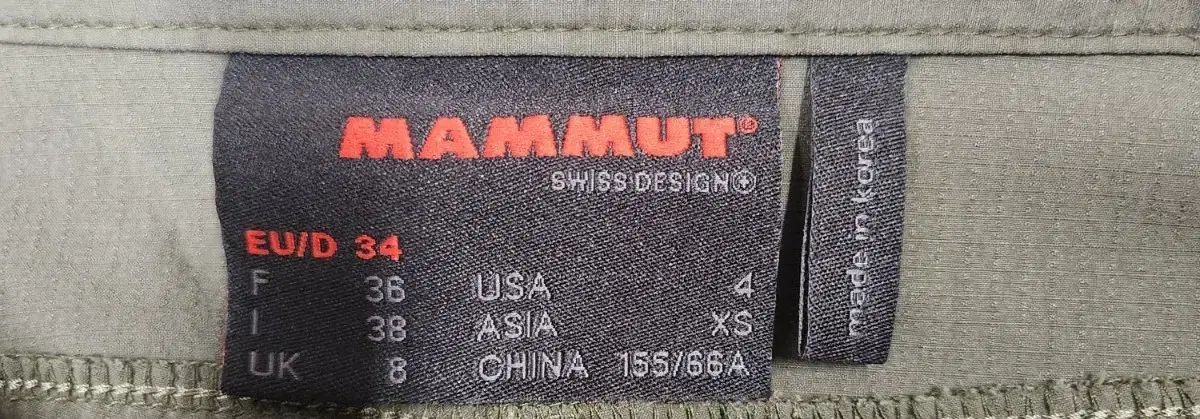 MAMMUT®
SWISS DESIGN
EU/D 34
F 36 USA 4
I 38 ASIA XS
UK 8 CHINA 155/66A
made in korea